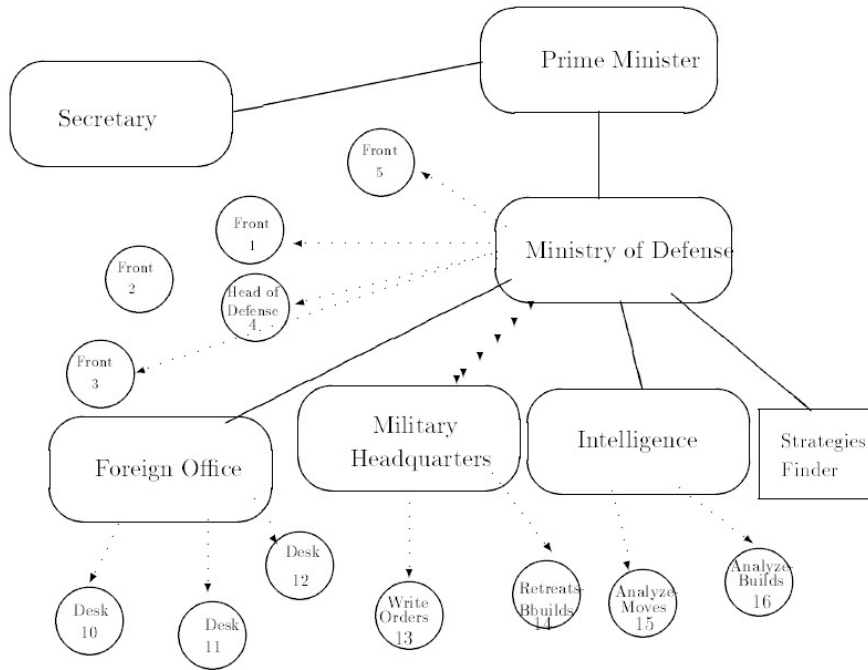 Prime Minister
Secretary
Front
5
Front
1
Ministry of Defense
Front
2
Head of
Defense
4
Front
3
Military
Headquarters
Intelligence
Strategies
Finder
Foreign Office
Desk
12
Desk
10
Desk
11
Write
Orders
13
Retreats-
Bbuilds
14
Analyze-
Moves
15
Analyze-
Builds
16